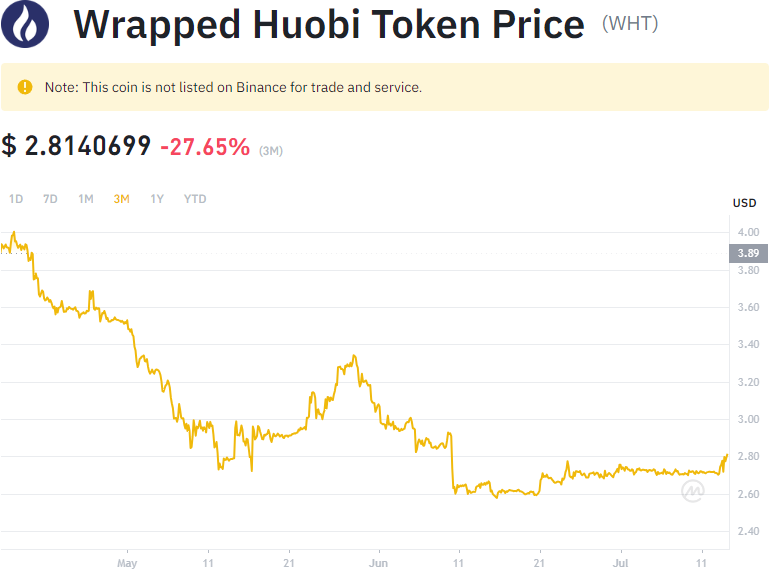 Wrapped Huobi Token Price (WHT)
Note: This coin is not listed on Binance for trade and service.
$ 2.8140699 -27.65% (3M)
1D 7D 1M 3M 1Y YTD
USD
4.00
3.89
3.80
3.60
3.40
3.20
3.00
2.80
2.60
2.40
May 11 21 Jun 11 21 Jul 11